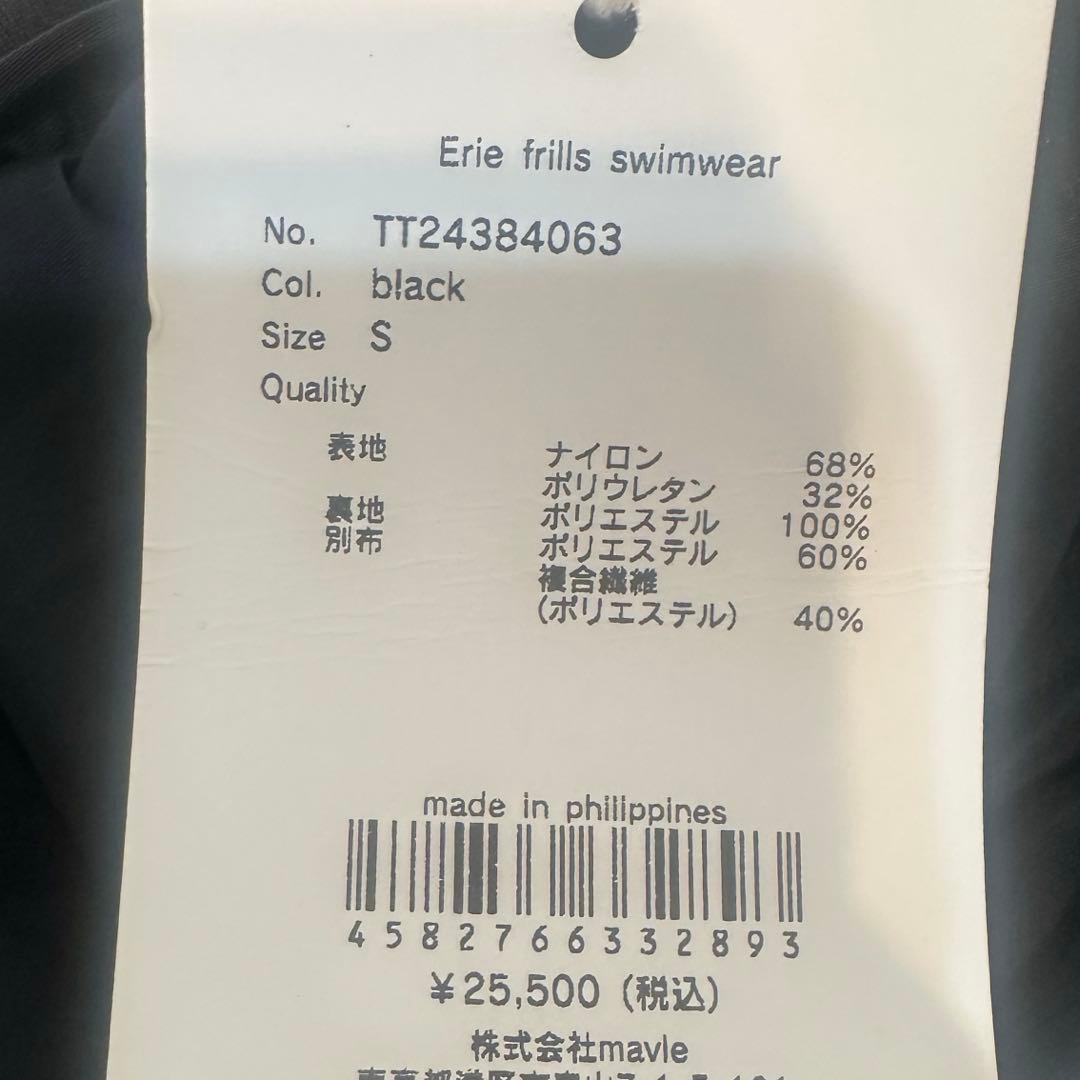 Erie frills swimwear
No. TT24384063
Col. black
Size S
Quality
表地 ナイロン 68%
ポリウレタン 32%
裏地 ポリエステル 100%
別布 ポリエステル 60%
複合繊維
(ポリエステル) 40%
made in philippines
4582766332893
¥25,500 (税込)
株式会社mavle